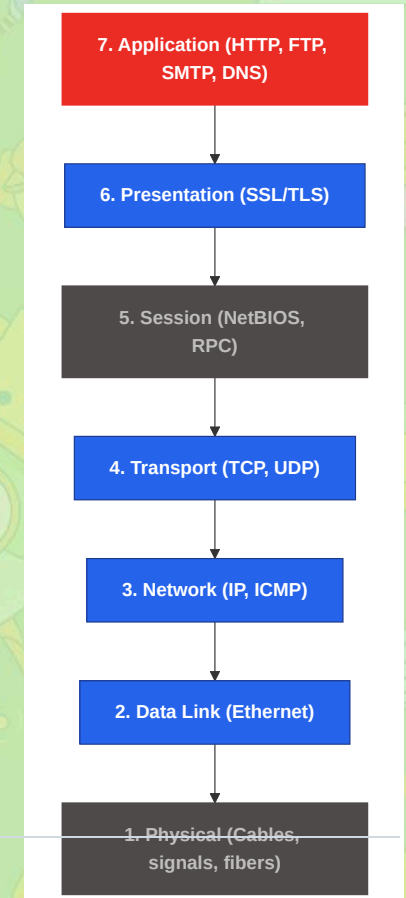 7. Application (HTTP, FTP,
SMTP, DNS)
6. Presentation (SSL/TLS)
5. Session (NetBIOS,
RPC)
4. Transport (TCP, UDP)
3. Network (IP, ICMP)
2. Data Link (Ethernet)
1. Physical (Cables,
signals, fibers)